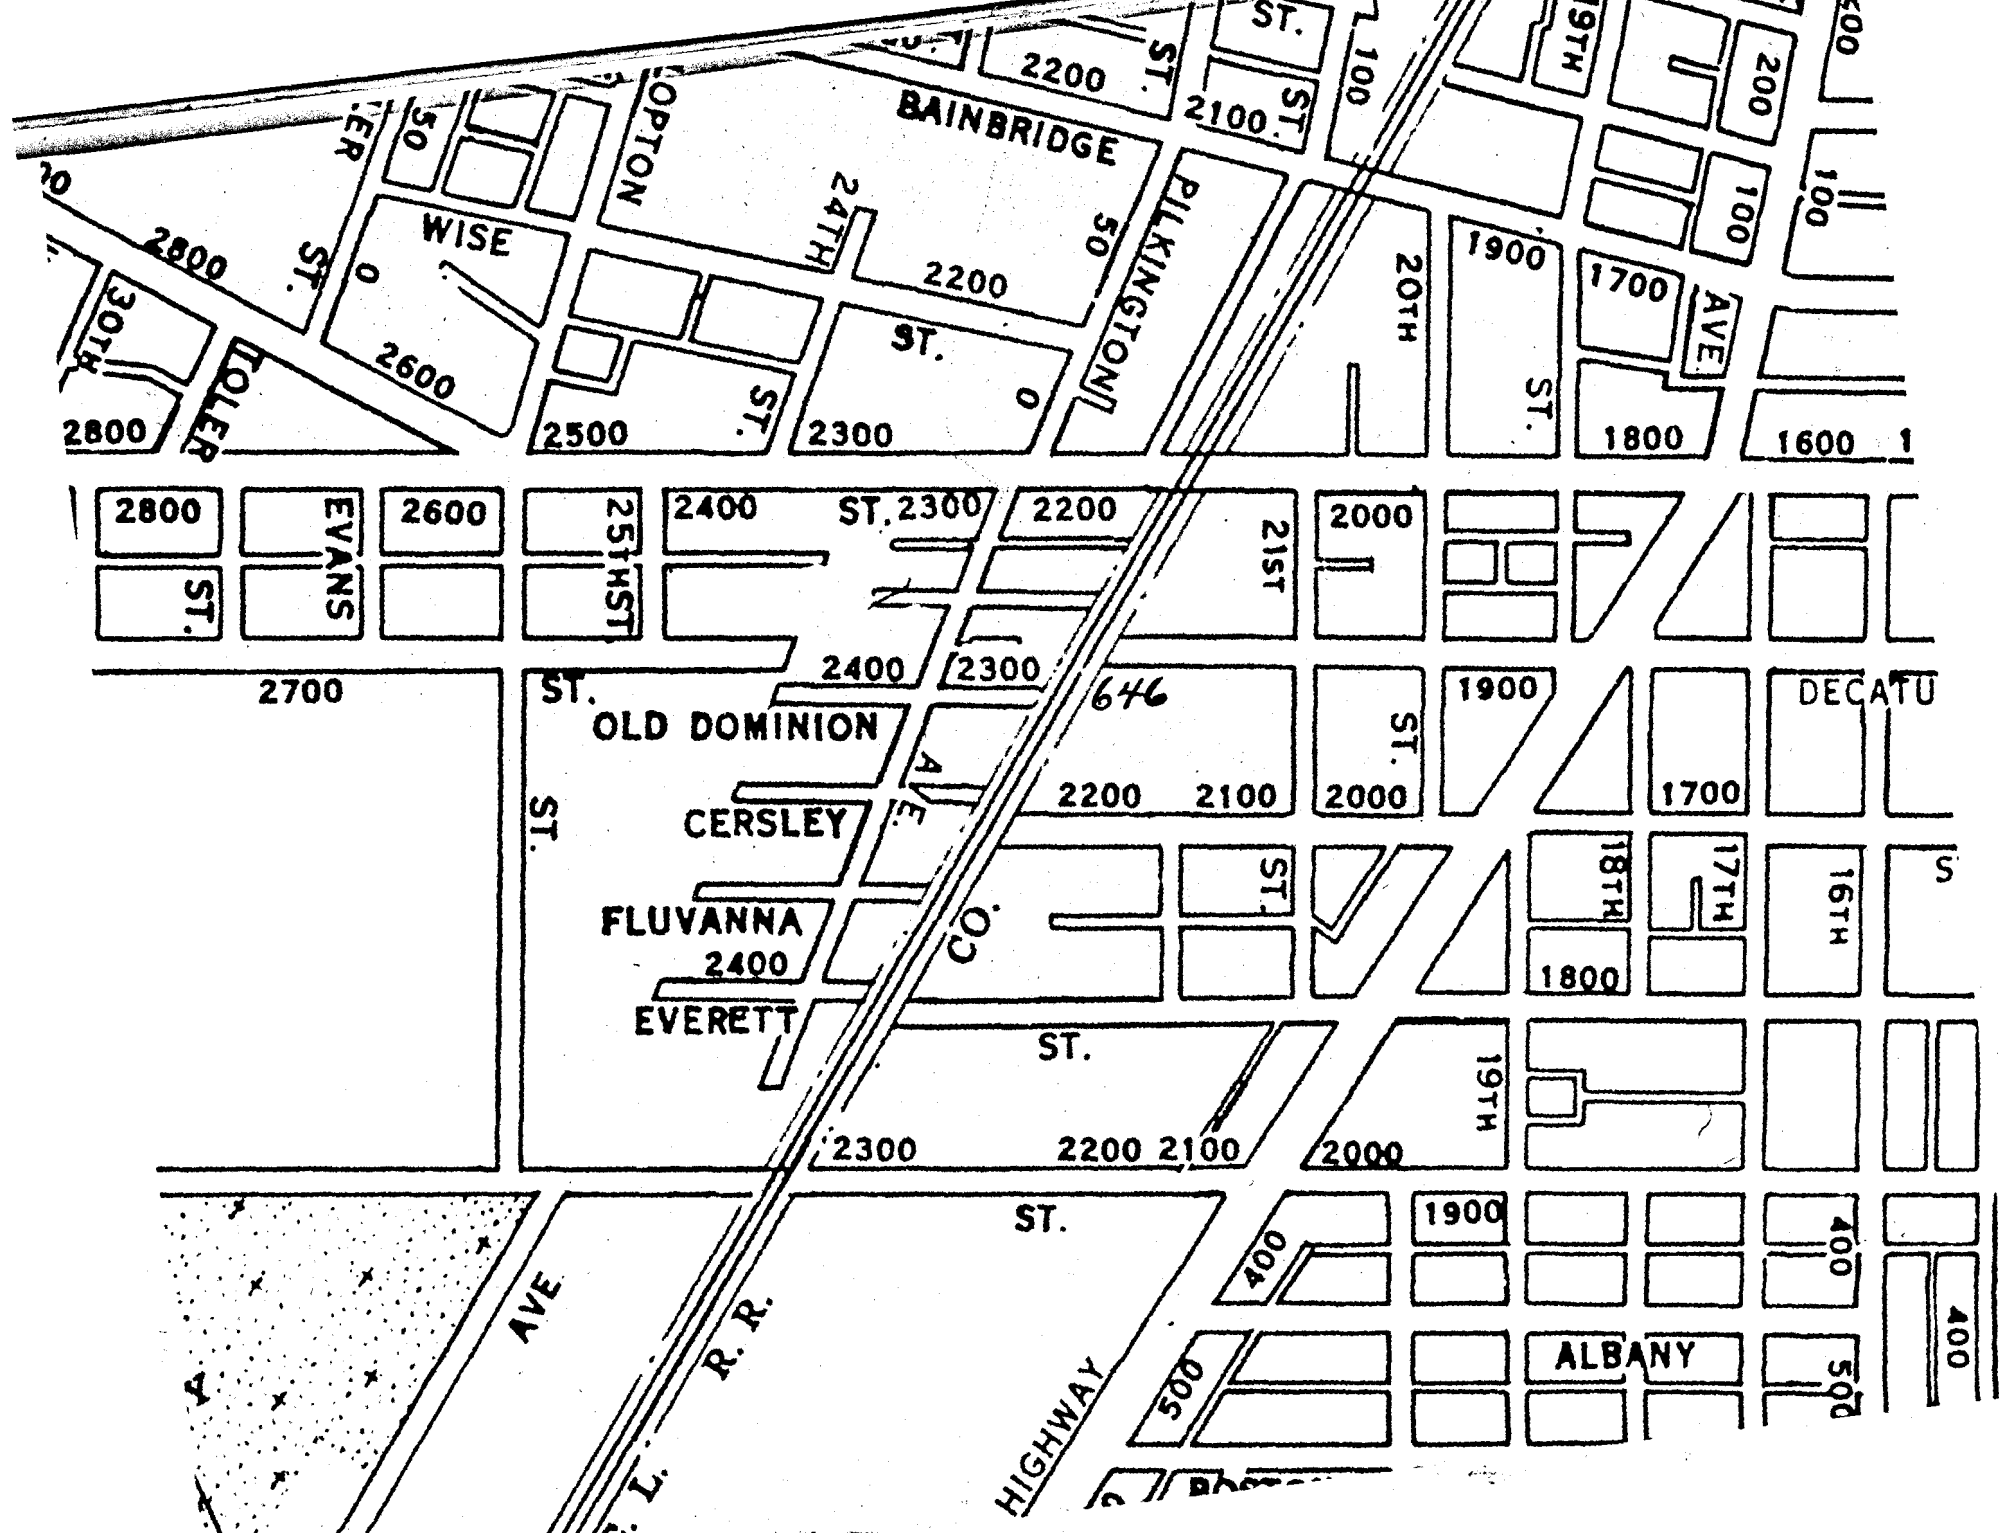 ST.
19TH
200
100
2200
ST.
2100
ST.
BAINBRIDGE
OPTON
50
24TH
50
PILKINGTON
100
100
WISE
2800
ST.
0
2200
20TH
1900
1700
AVE.
30TH
TOLER
2600
ST.
0
ST.
ST.
2800
2500
2300
1800
1600
1
2800
EVANS
2600
25TH ST.
2400
ST.
2300
2200
21ST
2000
ST.
2400
2300
2700
ST.
646
1900
DECATU
OLD DOMINION
ST.
AVE.
ST.
CERSLEY
2200
2100
2000
1700
FLUVANNA
CO.
ST.
18TH
17TH
16TH
S
2400
1800
EVERETT
ST.
19TH
2300
2200
2100
2000
ST.
1900
400
400
AVE
R. R.
400
ALBANY
500
500
HIGHWAY
L.